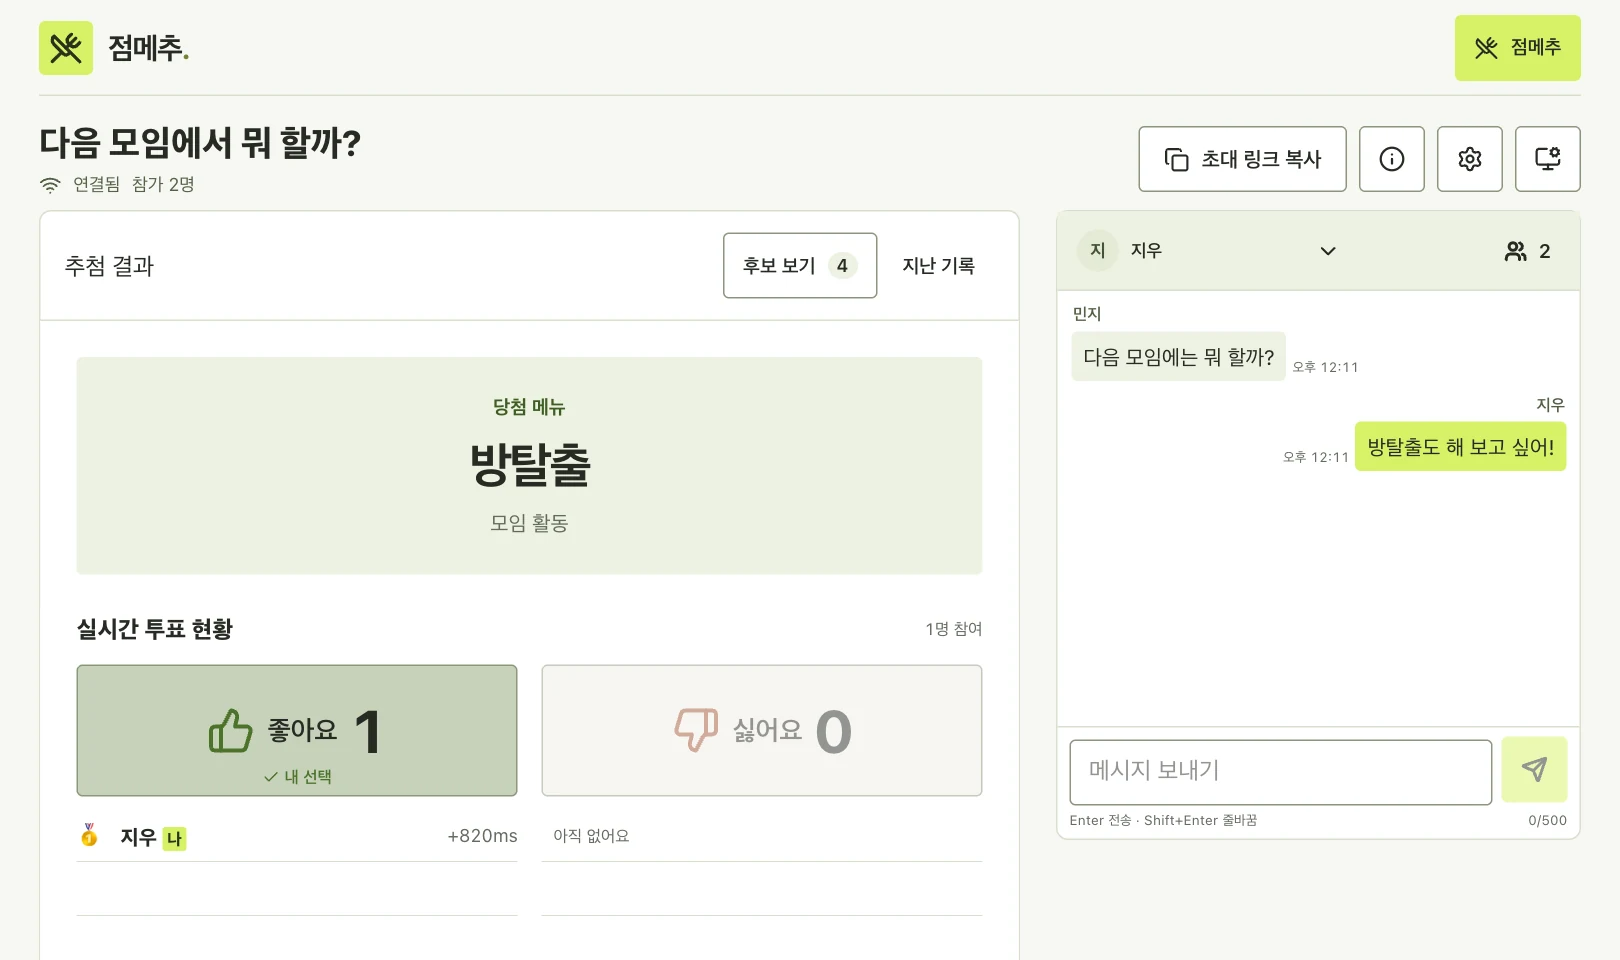 점메추.
점메추
다음 모임에서 뭐 할까?
연결됨 참가 2명
초대 링크 복사
추첨 결과
후보 보기 4
지난 기록
당첨 메뉴
방탈출
모임 활동
실시간 투표 현황
1명 참여
좋아요 1
내 선택
싫어요 0
1
지우 나
+820ms
아직 없어요
지 지우
2
민지
다음 모임에는 뭐 할까?
오후 12:11
지우
오후 12:11
방탈출도 해 보고 싶어!
메시지 보내기
Enter 전송 · Shift+Enter 줄바꿈
0/500